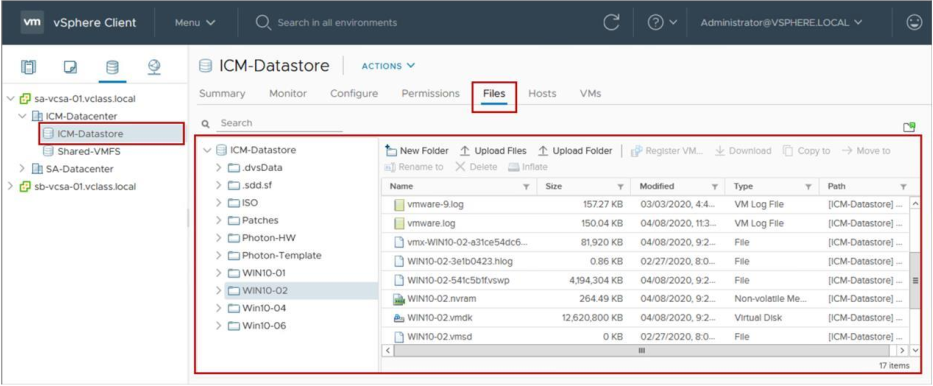 vm vSphere Client Menu Search in all environments Administrator@VSPHERE.LOCAL
ICM-Datastore ACTIONS
Summary Monitor Configure Permissions Files Hosts VMs
sa-vcsa-01.vclass.local
ICM-Datacenter
ICM-Datastore
Shared-VMFS
SA-Datacenter
sb-vcsa-01.vclass.local
Search
ICM-Datastore
.dvsData
.sdd.sf
ISO
Patches
Photon-HW
Photon-Template
WIN10-01
WIN10-02
Win10-04
Win10-06
New Folder Upload Files Upload Folder Register VM... Download Copy to Move to
Rename to Delete Inflate
Name Size Modified Type Path
vmware-9.log 157.27 KB 03/03/2020, 4:4... VM Log File [ICM-Datastore] ...
vmware.log 150.04 KB 04/08/2020, 11:3... VM Log File [ICM-Datastore] ...
vmx-WIN10-02-a31ce54dc6... 81,920 KB 04/08/2020, 9:2... File [ICM-Datastore] ...
WIN10-02-3e1b0423.hlog 0.86 KB 02/27/2020, 8:0... File [ICM-Datastore] ...
WIN10-02-541c5b1f.vswp 4,194,304 KB 04/08/2020, 9:2... File [ICM-Datastore] ...
WIN10-02.nvram 264.49 KB 04/08/2020, 9:2... Non-volatile Me... [ICM-Datastore] ...
WIN10-02.vmdk 12,620,800 KB 04/08/2020, 9:2... Virtual Disk [ICM-Datastore] ...
WIN10-02.vmsd 0 KB 02/27/2020, 8:0... File [ICM-Datastore] ...
17 items